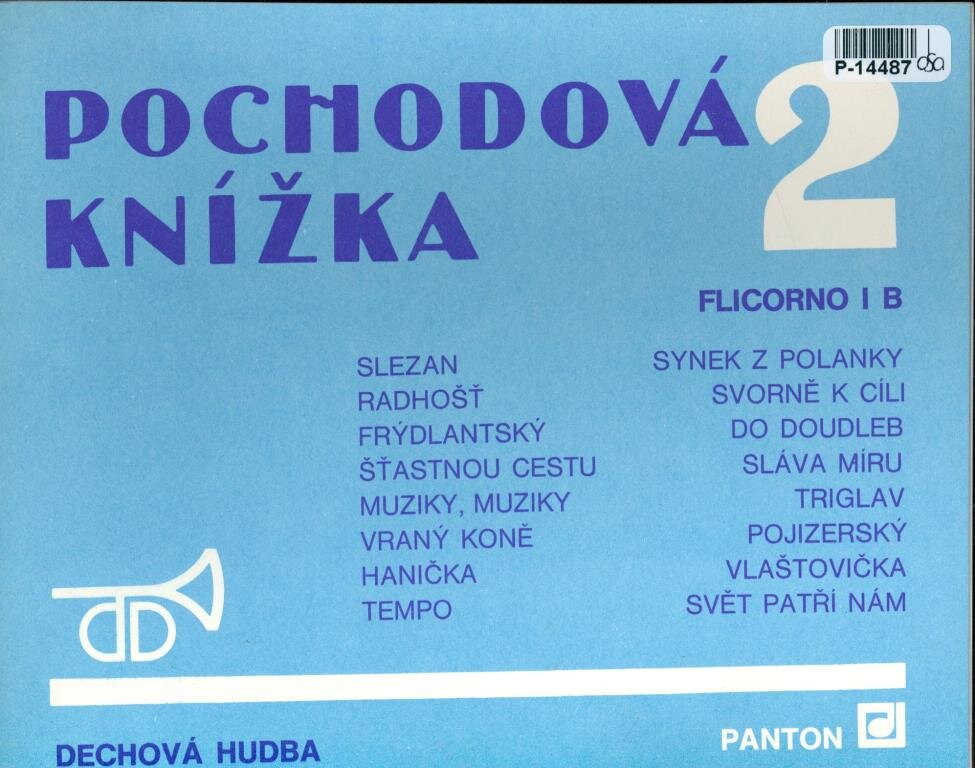 P-14487 OSA
POCHODOVÁ 2
KNÍŽKA
FLICORNO I B
SLEZAN
RADHOŠŤ
FRÝDLANTSKÝ
ŠŤASTNOU CESTU
MUZIKY, MUZIKY
VRANÝ KONĚ
HANIČKA
TEMPO
SYNEK Z POLANKY
SVORNĚ K CÍLI
DO DOUDLEB
SLÁVA MÍRU
TRIGLAV
POJIZERSKÝ
VLAŠTOVIČKA
SVĚT PATŘÍ NÁM
DECHOVÁ HUDBA
PANTON